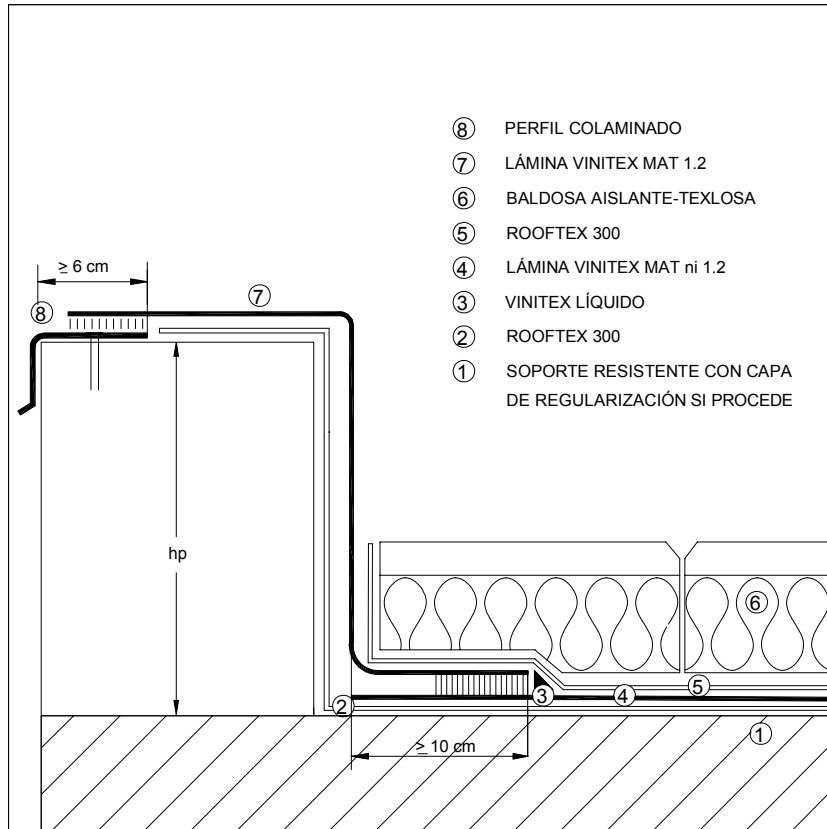 ⑧ PERFIL COLAMINADO
⑦ LÁMINA VINITEX MAT 1.2
⑥ BALDOSA AISLANTE-TEXLOSA
⑤ ROOFTEX 300
④ LÁMINA VINITEX MAT ni 1.2
③ VINITEX LÍQUIDO
② ROOFTEX 300
① SOPORTE RESISTENTE CON CAPA
DE REGULARIZACIÓN SI PROCEDE
≥ 6 cm
⑦
⑧
hp
⑥
⑤
③
④
②
①
≥ 10 cm